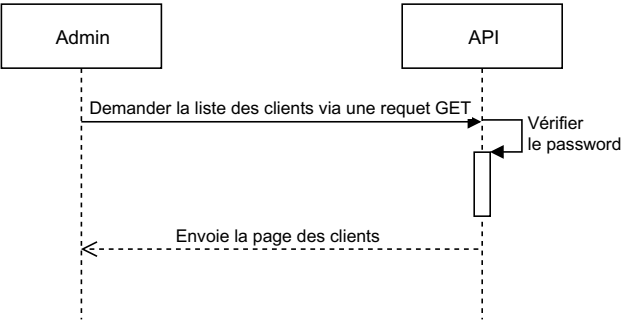 Admin
API
Demander la liste des clients via une requet GET
Vérifier
le password
Envoie la page des clients